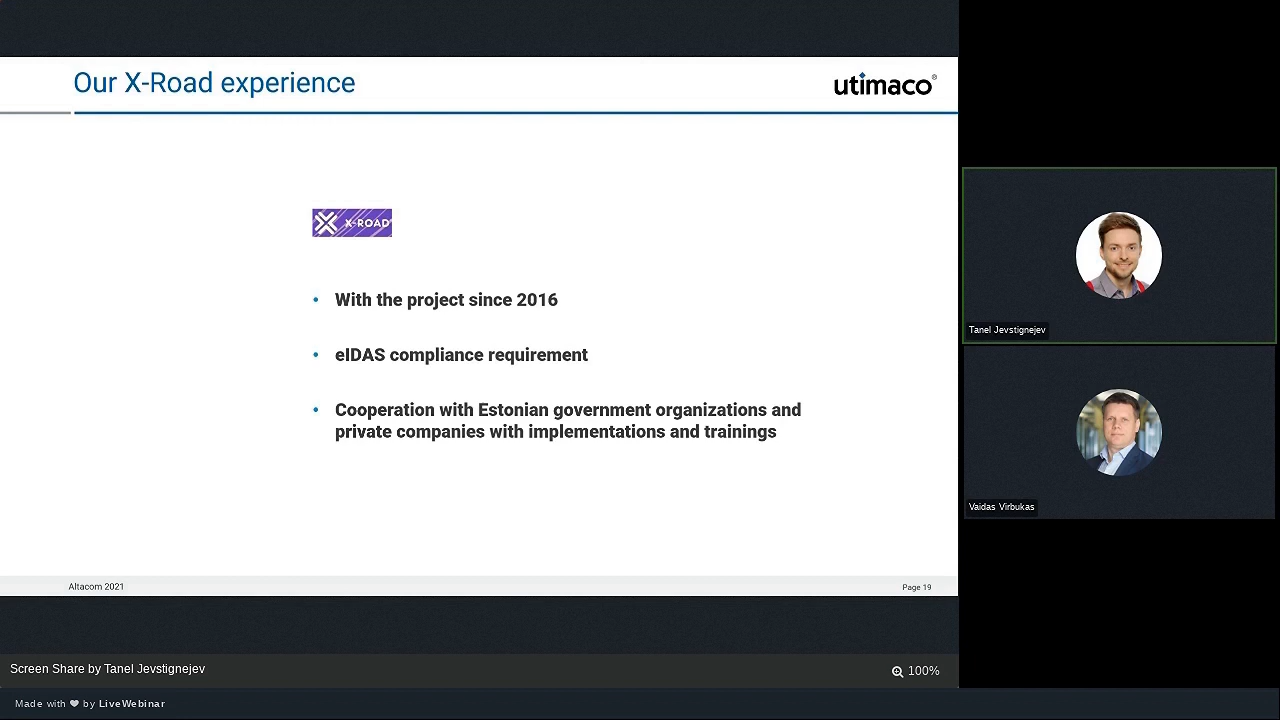 Our X-Road experience
utimaco®
X-ROAD
• With the project since 2016
• eIDAS compliance requirement
• Cooperation with Estonian government organizations and
private companies with implementations and trainings
Altacom 2021
Page 19
Tanel Jevstignejev
Vaidas Virbukas
Screen Share by Tanel Jevstignejev
100%
Made with ❤ by LiveWebinar